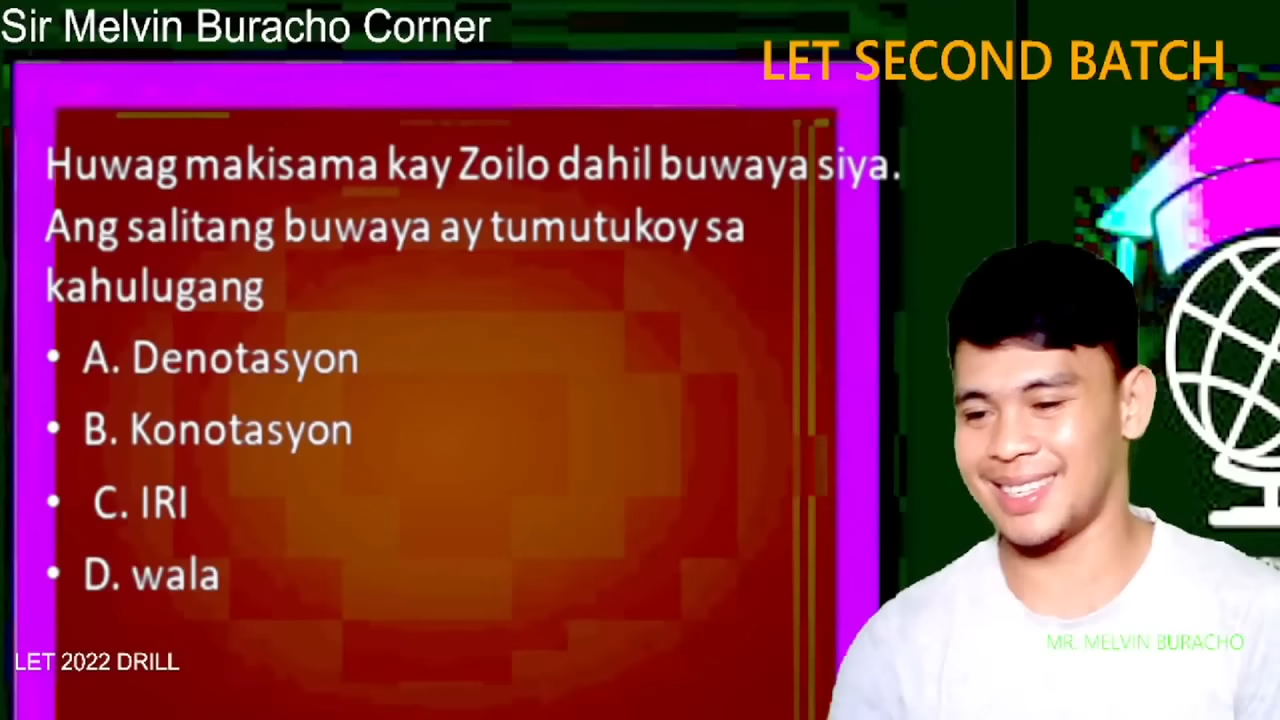 Sir Melvin Buracho Corner
LET SECOND BATCH
Huwag makisama kay Zoilo dahil buwaya siya.
Ang salitang buwaya ay tumutukoy sa
kahulugang
• A. Denotasyon
• B. Konotasyon
• C. IRI
• D. wala
MR. MELVIN BURACHO
LET 2022 DRILL